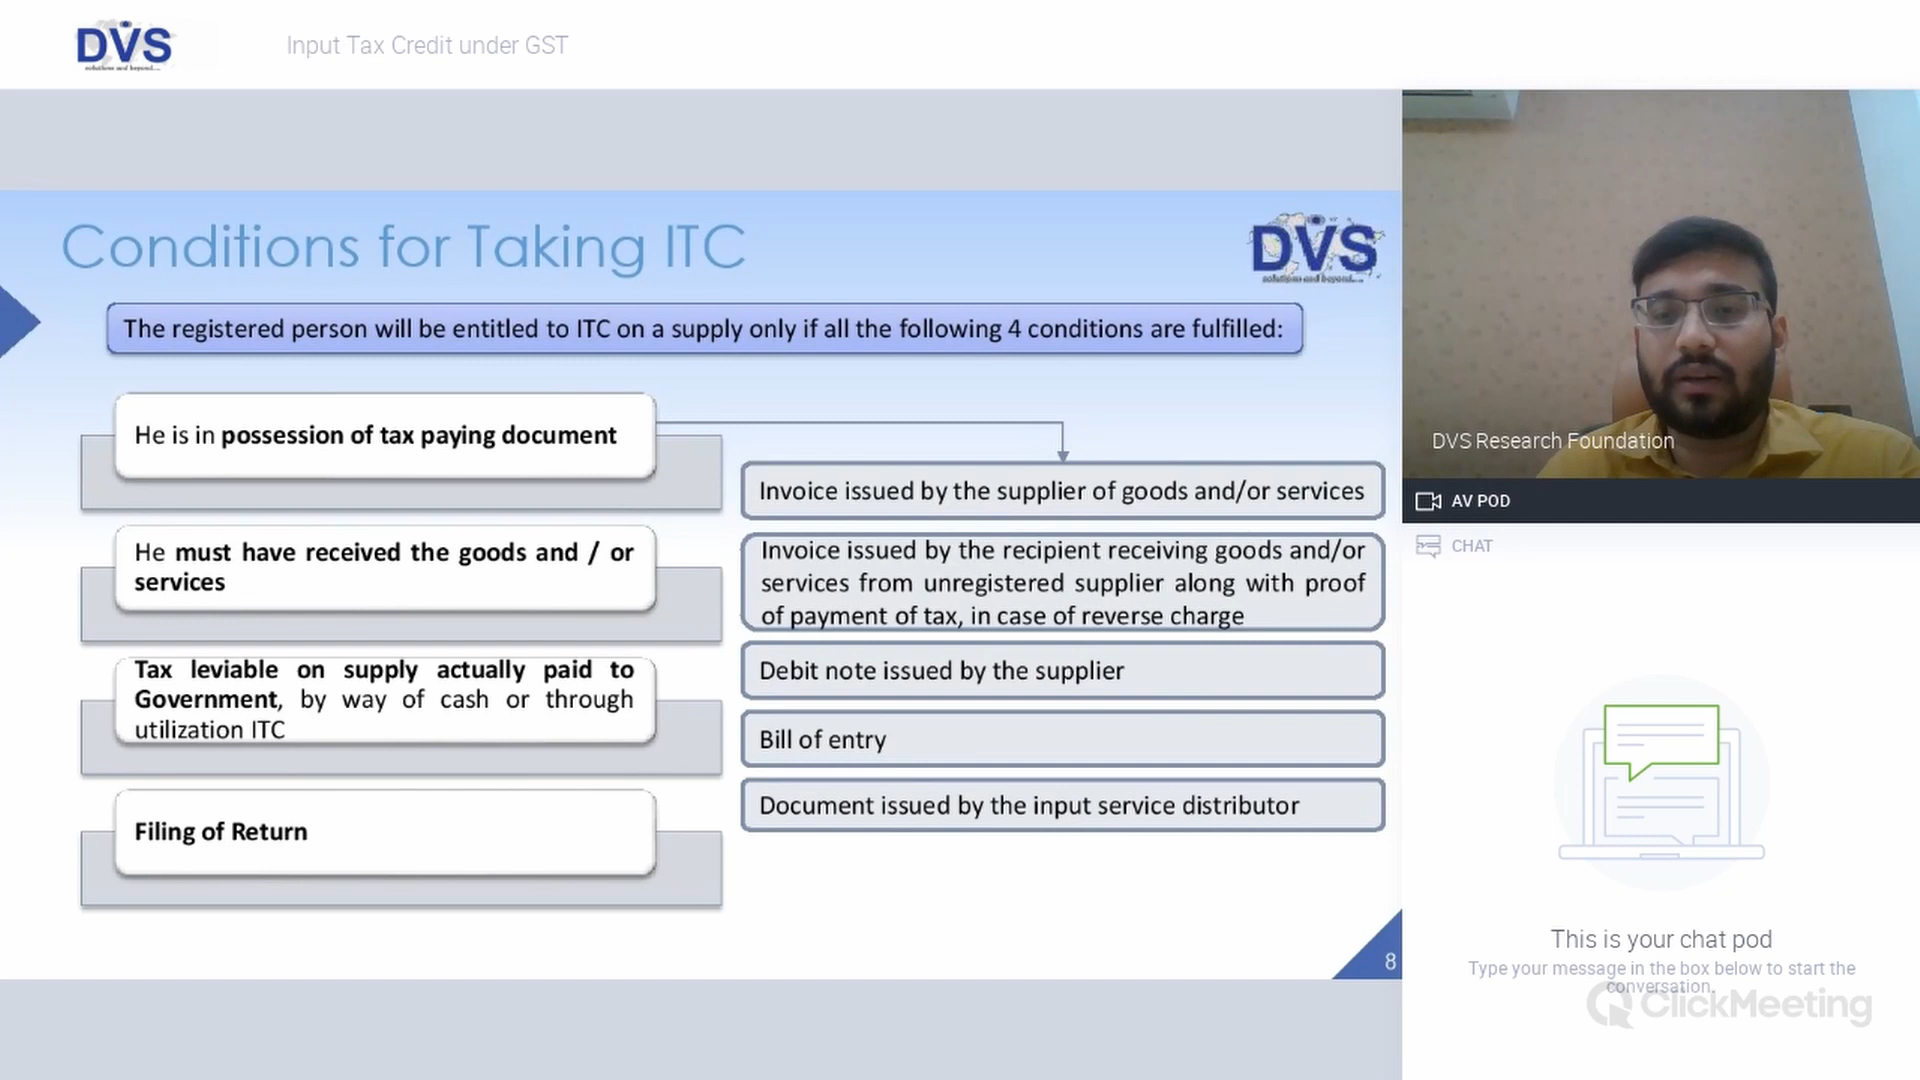 DVS
solutions and beyond....
Input Tax Credit under GST
Conditions for Taking ITC
DVS
solutions and beyond....
The registered person will be entitled to ITC on a supply only if all the following 4 conditions are fulfilled:
He is in possession of tax paying document
He must have received the goods and / or
services
Tax leviable on supply actually paid to
Government, by way of cash or through
utilization ITC
Filing of Return
Invoice issued by the supplier of goods and/or services
Invoice issued by the recipient receiving goods and/or
services from unregistered supplier along with proof
of payment of tax, in case of reverse charge
Debit note issued by the supplier
Bill of entry
Document issued by the input service distributor
8
DVS Research Foundation
AV POD
CHAT
This is your chat pod
Type your message in the box below to start the
conversation.
ClickMeeting